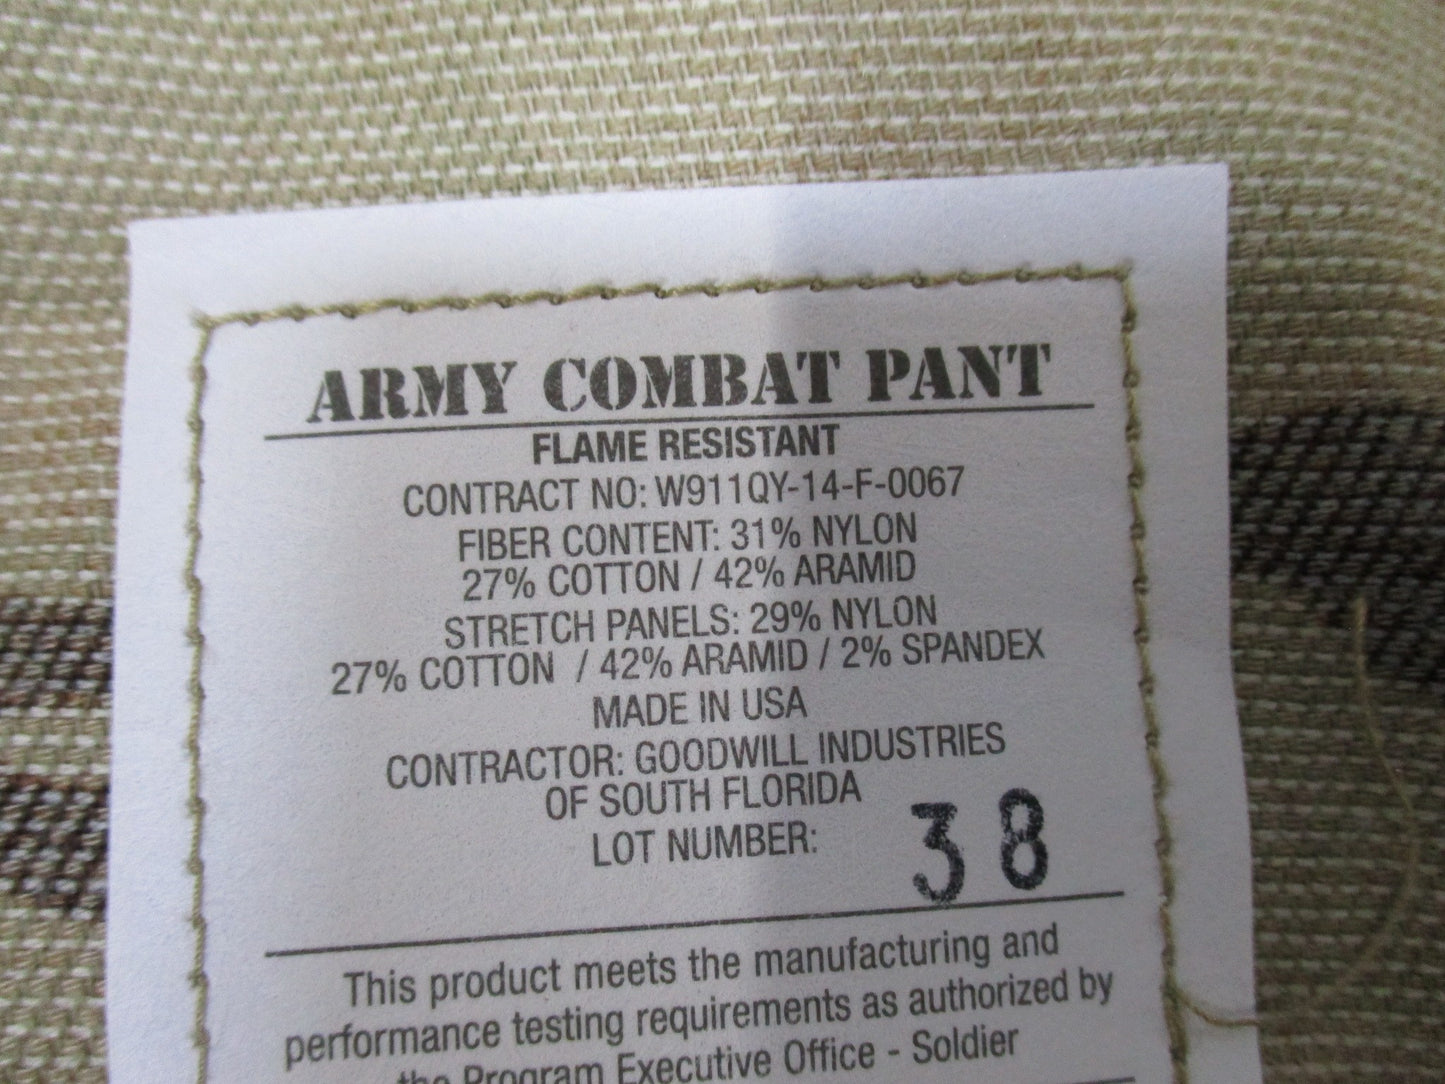 ARMY COMBAT PANT
FLAME RESISTANT
CONTRACT NO: W911QY-14-F-0067
FIBER CONTENT: 31% NYLON
27% COTTON / 42% ARAMID
STRETCH PANELS: 29% NYLON
27% COTTON / 42% ARAMID / 2% SPANDEX
MADE IN USA
CONTRACTOR: GOODWILL INDUSTRIES
OF SOUTH FLORIDA
LOT NUMBER: 38
This product meets the manufacturing and
performance testing requirements as authorized by
the Program Executive Office - Soldier